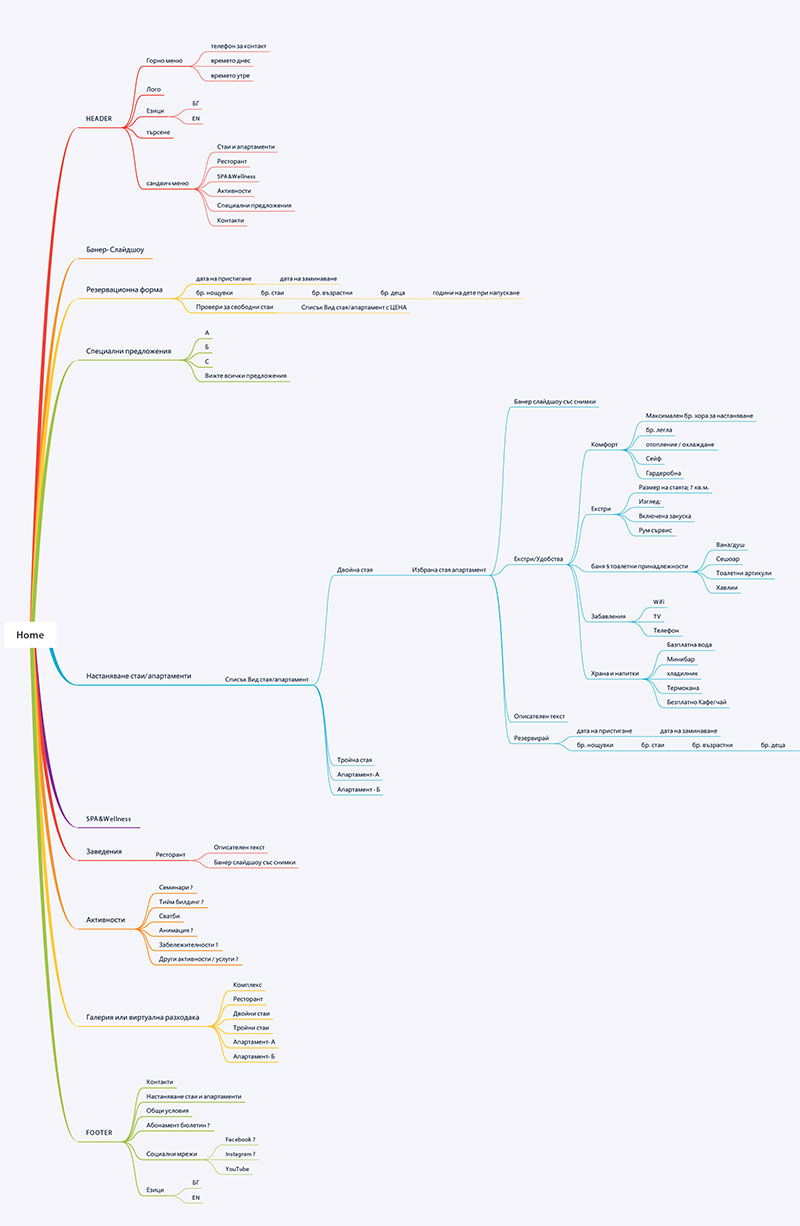 Home
HEADER
Горно меню
телефон за контакт
времето днес
времето утре
Лого
Езици
БГ
EN
търсене
сандвич меню
Стаи и апартаменти
Ресторант
SPA&Wellness
Активности
Специални предложения
Контакти
Банер- Слайдшоу
Резервационна форма
дата на пристигане
дата на заминаване
бр. нощувки
бр. стаи
бр. възрастни
бр. деца
години на дете при напускане
Провери за свободни стаи
Списък Вид стая/апартамент с ЦЕНА
Специални предложения
А
Б
С
Вижте всички предложения
Настаняване стаи/апартаменти
Списък Вид стая/апартамент
Двойна стая
Избрана стая апартамент
Банер слайдшоу със снимки
Екстри/Удобства
Комфорт
Максимален бр. хора за настаняване
бр. легла
отопление / охлаждане
Сейф
Гардеробна
Екстри
Размер на стаята; ? кв.м.
Изглед:
Включена закуска
Рум сървис
баня § тоалетни принадлежности
Вана/душ
Сешоар
Тоалетни артикули
Хавлии
Забавления
WiFi
TV
Телефон
Храна и напитки
Базплатна вода
Минибар
хладилник
Термокана
Безплатно Кафе/чай
Описателен текст
Резервирай
дата на пристигане
дата на заминаване
бр. нощувки
бр. стаи
бр. възрастни
бр. деца
Тройна стая
Апартамент- А
Апартамент - Б
SPA&Wellness
Заведения
Ресторант
Описателен текст
Банер слайдшоу със снимки
Активности
Семинари ?
Тийм билдинг ?
Сватби
Анимация ?
Забележителности ?
Други активности / услуги ?
Галерия или виртуална разходака
Комплекс
Ресторант
Двойни стаи
Тройни стаи
Апартамент- А
Апартамент- Б
FOOTER
Контакти
Настаняване стаи и апартаменти
Общи условия
Абонамент бюлетин ?
Социални мрежи
Facebook ?
Instagram ?
YouTube
Езици
БГ
EN